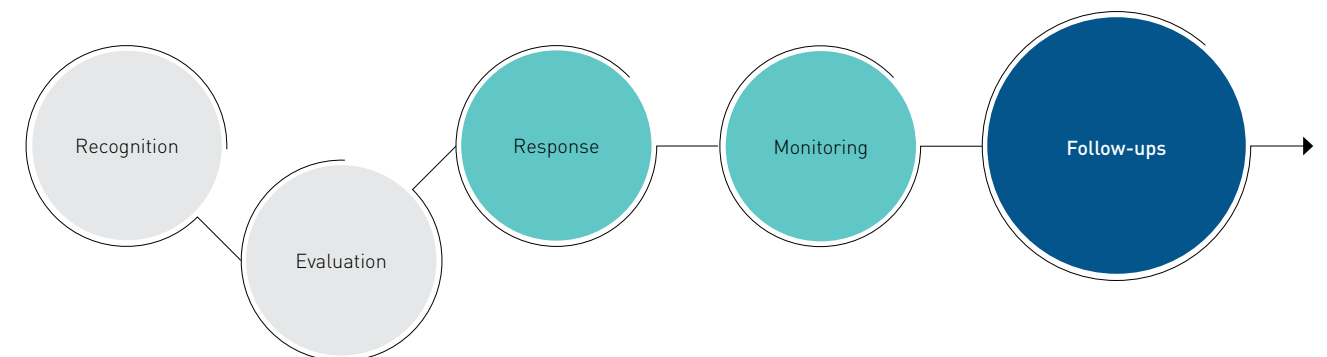 Recognition
Evaluation
Response
Monitoring
Follow-ups